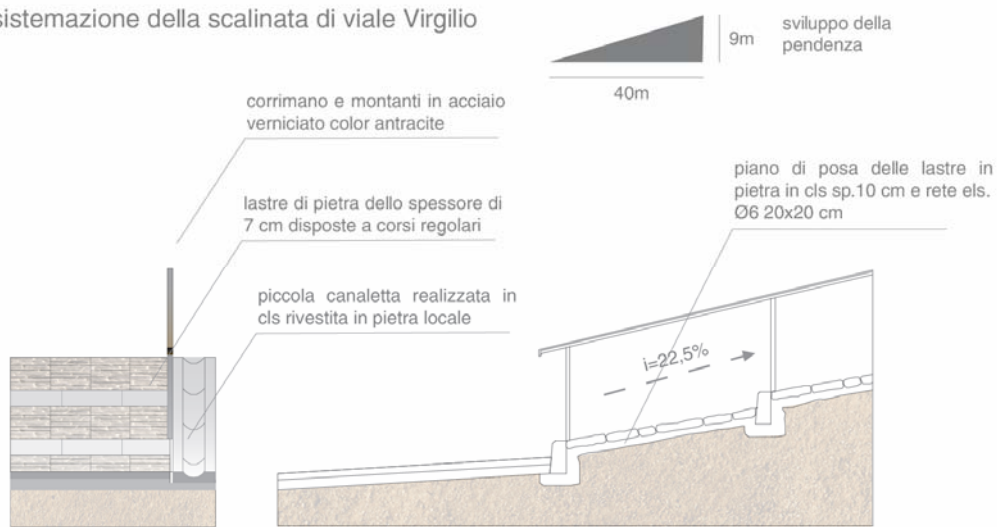 sistemazione della scalinata di viale Virgilio
9m
sviluppo della
pendenza
40m
corrimano e montanti in acciaio
verniciato color antracite
lastre di pietra dello spessore di
7 cm disposte a corsi regolari
piccola canaletta realizzata in
cls rivestita in pietra locale
piano di posa delle lastre in
pietra in cls sp.10 cm e rete els.
Ø6 20x20 cm
i=22,5%